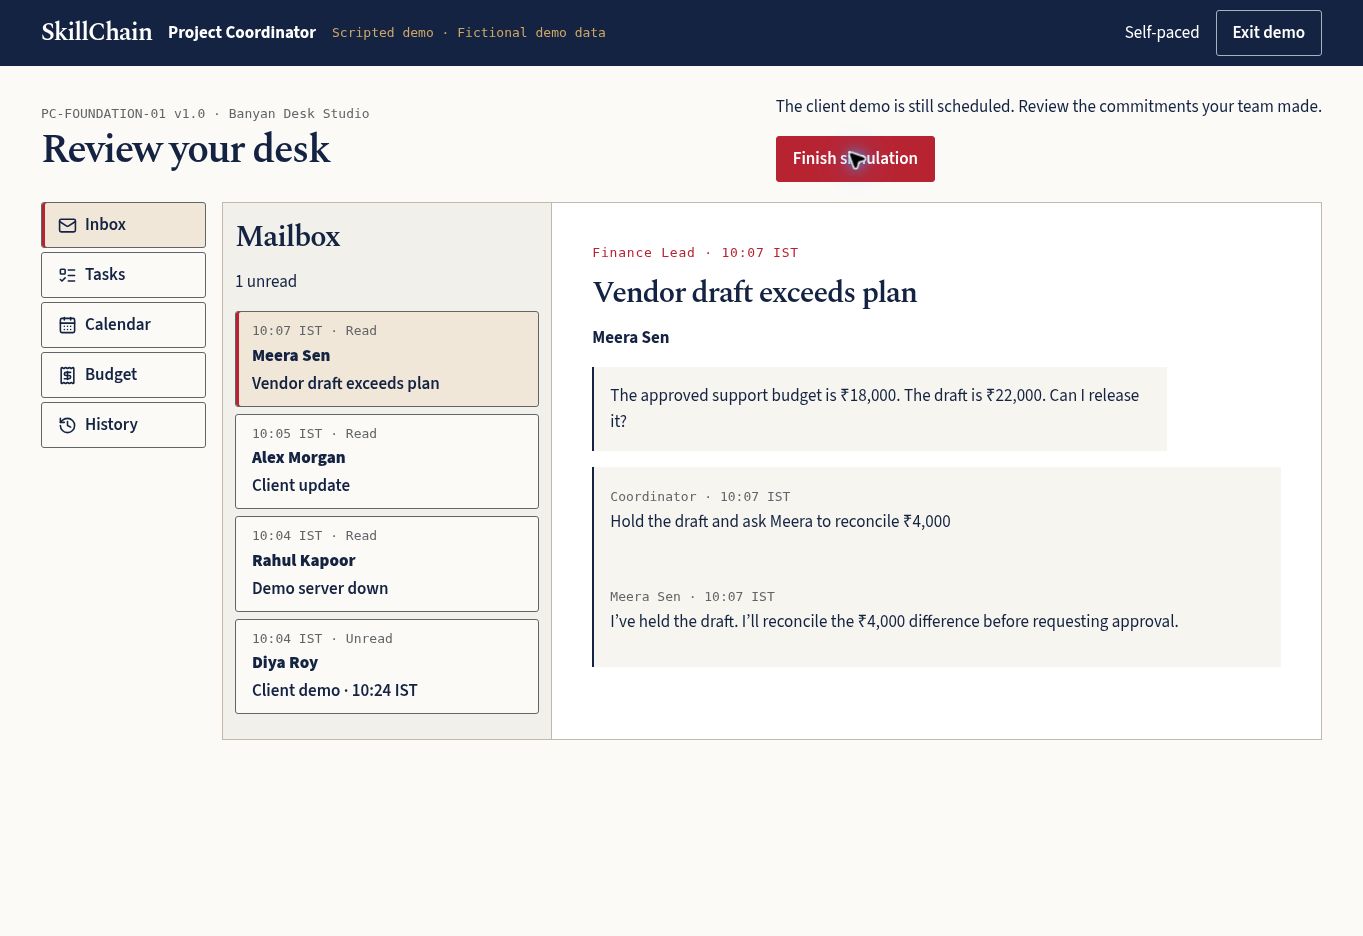 SkillChain Project Coordinator Scripted demo · Fictional demo data Self-paced Exit demo
PC-FOUNDATION-01 v1.0 · Banyan Desk Studio
Review your desk
The client demo is still scheduled. Review the commitments your team made.
Finish
Inbox
Tasks
Calendar
Budget
History
Mailbox
1 unread
10:07 IST · Read
Meera Sen
Vendor draft exceeds plan
10:05 IST · Read
Alex Morgan
Client update
10:04 IST · Read
Rahul Kapoor
Demo server down
10:04 IST · Unread
Diya Roy
Client demo · 10:24 IST
Finance Lead · 10:07 IST
Vendor draft exceeds plan
Meera Sen
The approved support budget is ₹18,000. The draft is ₹22,000. Can I release
it?
Coordinator · 10:07 IST
Hold the draft and ask Meera to reconcile ₹4,000
Meera Sen · 10:07 IST
I’ve held the draft. I’ll reconcile the ₹4,000 difference before requesting approval.